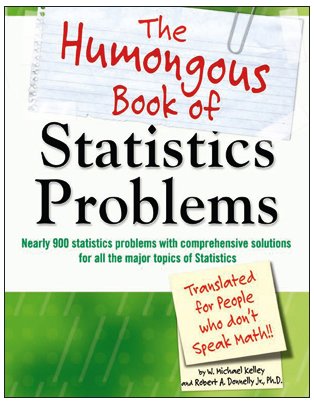 The
Humongous
Book of
Statistics
Problems
Nearly 900 statistics problems with comprehensive solutions
for all the major topics of Statistics
Translated
for People
who don't
Speak Math!!
by W. Michael Kelley
and Robert A. Donnelly Jr., Ph.D.